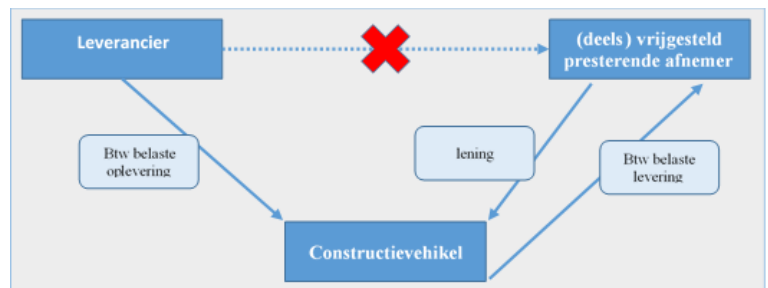 Leverancier
(deels) vrijgesteld
presterende afnemer
Btw belaste
oplevering
lening
Btw belaste
levering
Constructievehikel